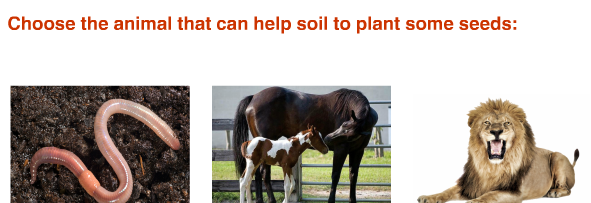 Choose the animal that can help soil to plant some seeds: